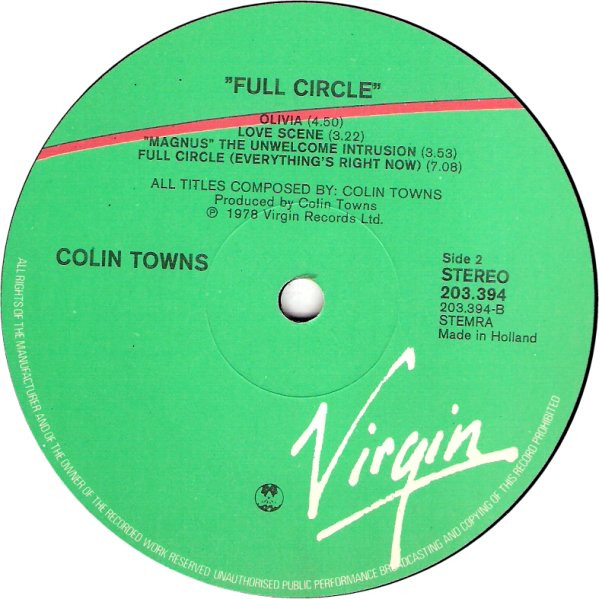 "FULL CIRCLE"
OLIVIA (4.50)
LOVE SCENE (3.22)
"MAGNUS" THE UNWELCOME INTRUSION (3.53)
FULL CIRCLE (EVERYTHING'S RIGHT NOW) (7.08)
ALL TITLES COMPOSED BY: COLIN TOWNS
Produced by Colin Towns
℗ 1978 Virgin Records Ltd.
COLIN TOWNS
Side 2
STEREO
203.394
203.394-B
STEMRA
Made in Holland
Virgin
ALL RIGHTS OF THE MANUFACTURER AND OF THE OWNER OF THE RECORDED WORK RESERVED UNAUTHORISED PUBLIC PERFORMANCE BROADCASTING AND COPYING OF THIS RECORD PROHIBITED